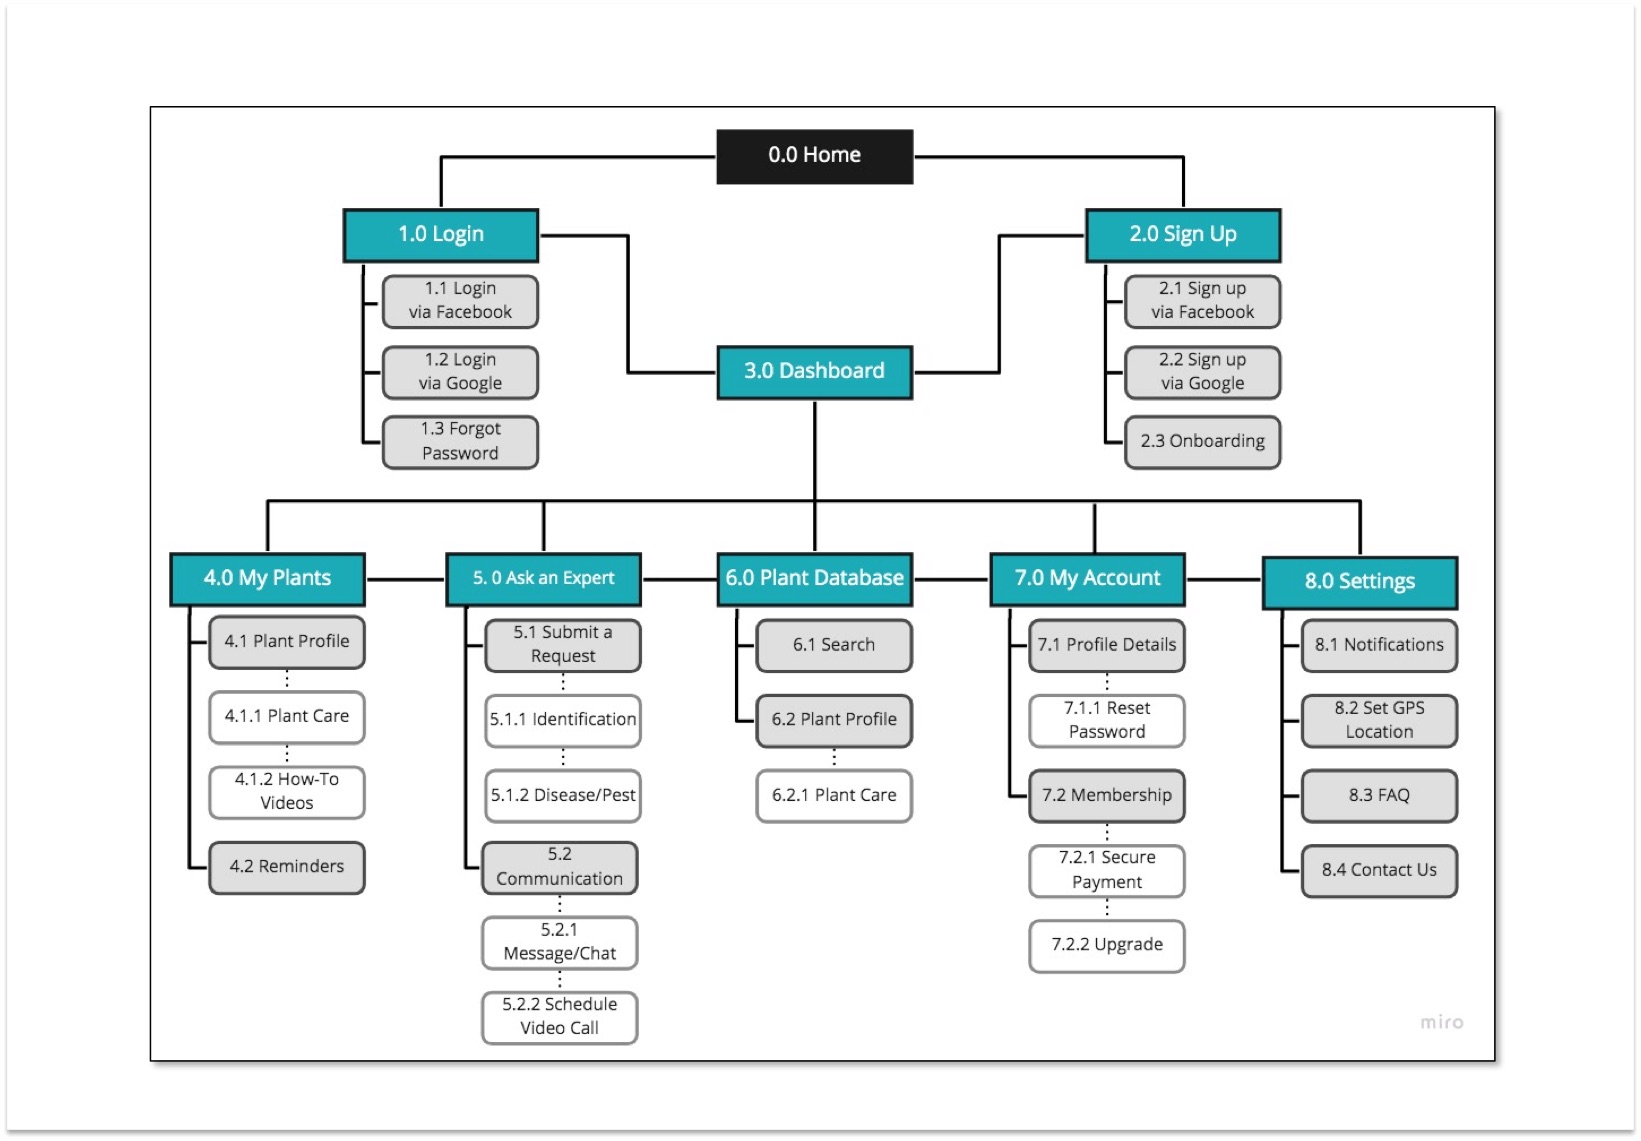 0.0 Home
1.0 Login
2.0 Sign Up
1.1 Login
via Facebook
1.2 Login
via Google
1.3 Forgot
Password
3.0 Dashboard
2.1 Sign up
via Facebook
2.2 Sign up
via Google
2.3 Onboarding
4.0 My Plants
4.1 Plant Profile
4.1.1 Plant Care
4.1.2 How-To
Videos
4.2 Reminders
5. 0 Ask an Expert
5.1 Submit a
Request
5.1.1 Identification
5.1.2 Disease/Pest
5.2
Communication
5.2.1
Message/Chat
5.2.2 Schedule
Video Call
6.0 Plant Database
6.1 Search
6.2 Plant Profile
6.2.1 Plant Care
7.0 My Account
7.1 Profile Details
7.1.1 Reset
Password
7.2 Membership
7.2.1 Secure
Payment
7.2.2 Upgrade
8.0 Settings
8.1 Notifications
8.2 Set GPS
Location
8.3 FAQ
8.4 Contact Us
miro